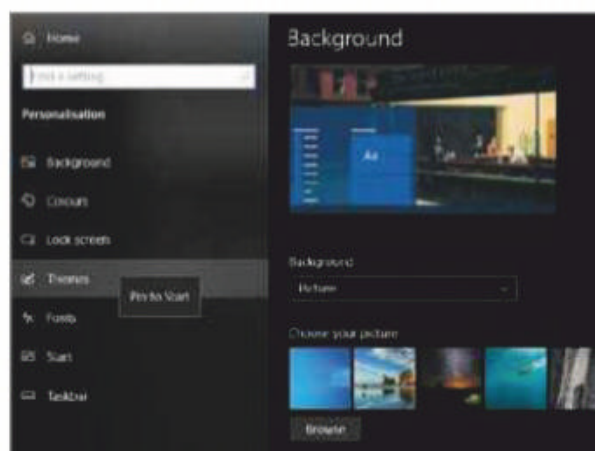 Home
Find a setting
Personalisation
Background
Colours
Lock screen
Themes
Pin to Start
Fonts
Start
Taskbar
Background
Aa
Background
Picture
Choose your picture
Browse